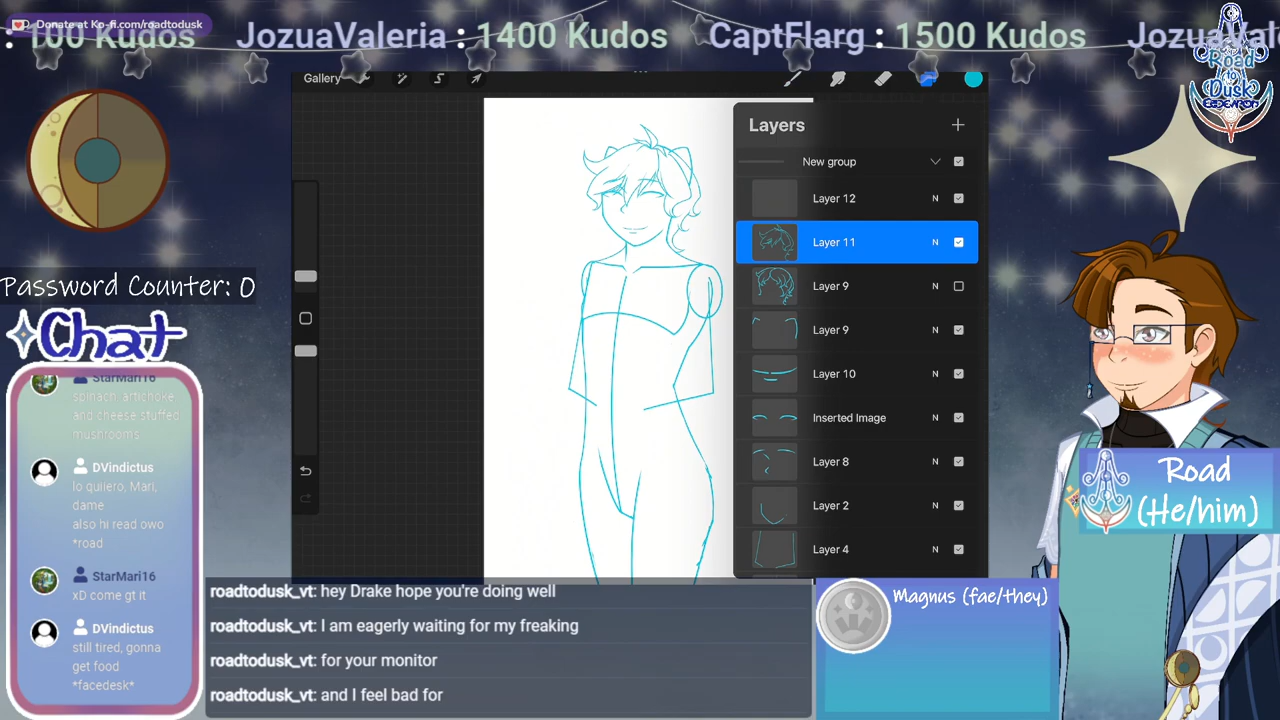 Donate at Ko-fi.com/roadtodusk
: 100 Kudos JozuaValeria : 1400 Kudos CaptFlarg : 1500 Kudos JozuaVale
Road
to
Dusk
Gallery
Layers
New group
Layer 12 N
Layer 11 N
Layer 9 N
Layer 9 N
Layer 10 N
Inserted Image N
Layer 8 N
Layer 2 N
Layer 4 N
Password Counter: 0
Chat
StarMari16
spinach, artichoke
and cheese stuffed
mushrooms
DVindictus
lo quiiero, Mari,
dame
also hi read owo
*road
StarMari16
xD come gt it
DVindictus
still tired, gonna
get food
*facedesk*
roadtodusk_vt: hey Drake hope you're doing well
roadtodusk_vt: I am eagerly waiting for my freaking
roadtodusk_vt: for your monitor
roadtodusk_vt: and I feel bad for
Road
(He/him)
Magnus (fae/they)